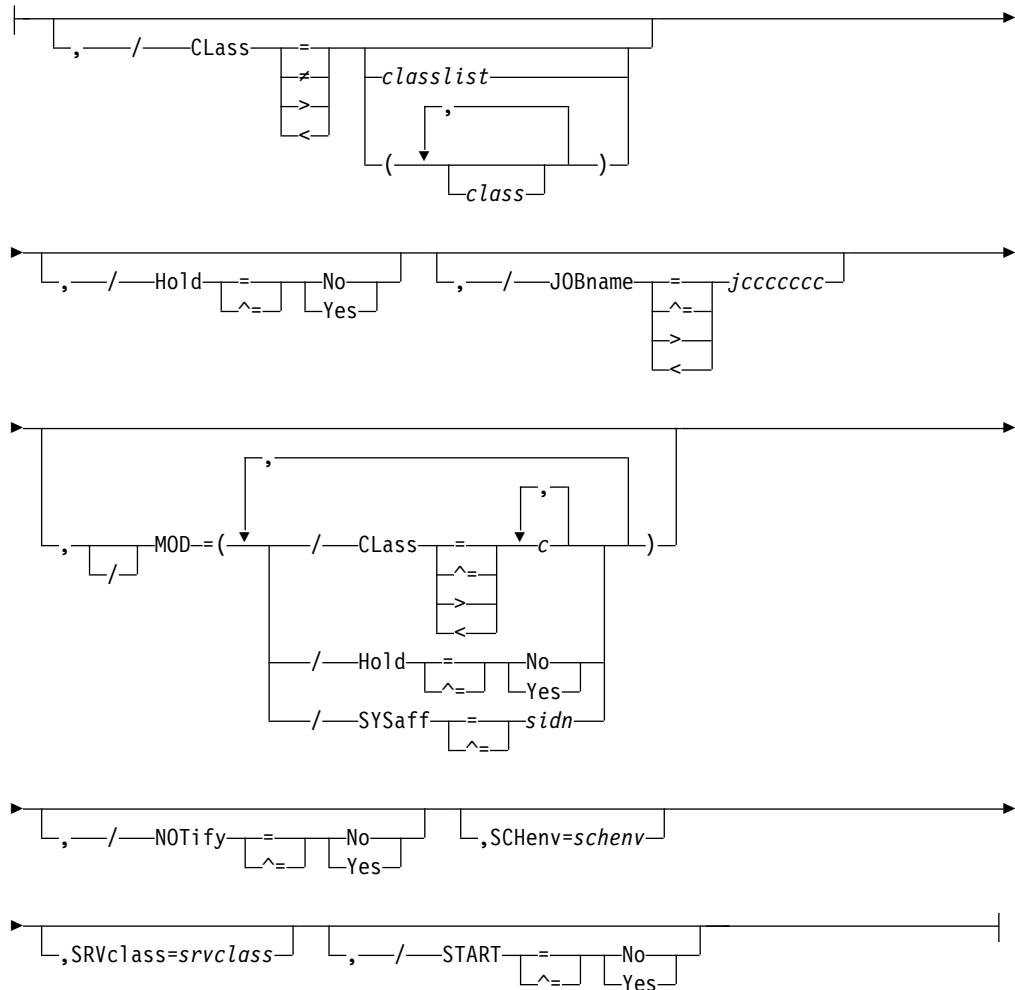 , / CLass =
≠ classlist
> ,
<
( )
class
, / Hold = No , / JOBname = jccccccc
^= Yes ^=
>
<
,
,
, MOD =( / CLass = c )
/ ^=
>
<
/ Hold = No
^= Yes
/ SYSaff = sidn
^=
, / NOTify = No ,SCHenv=schenv
^= Yes
,SRVclass=srvclass , / START = No
^= Yes